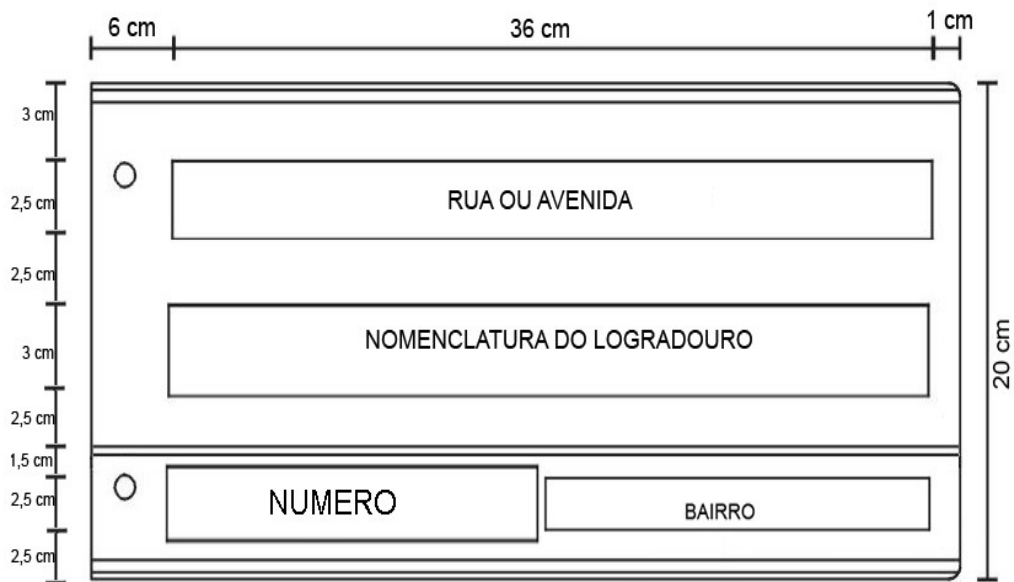 6 cm
36 cm
1 cm
3 cm
2,5 cm
RUA OU AVENIDA
2,5 cm
3 cm
NOMENCLATURA DO LOGRADOURO
20 cm
2,5 cm
1,5 cm
2,5 cm
NUMERO
BAIRRO
2,5 cm